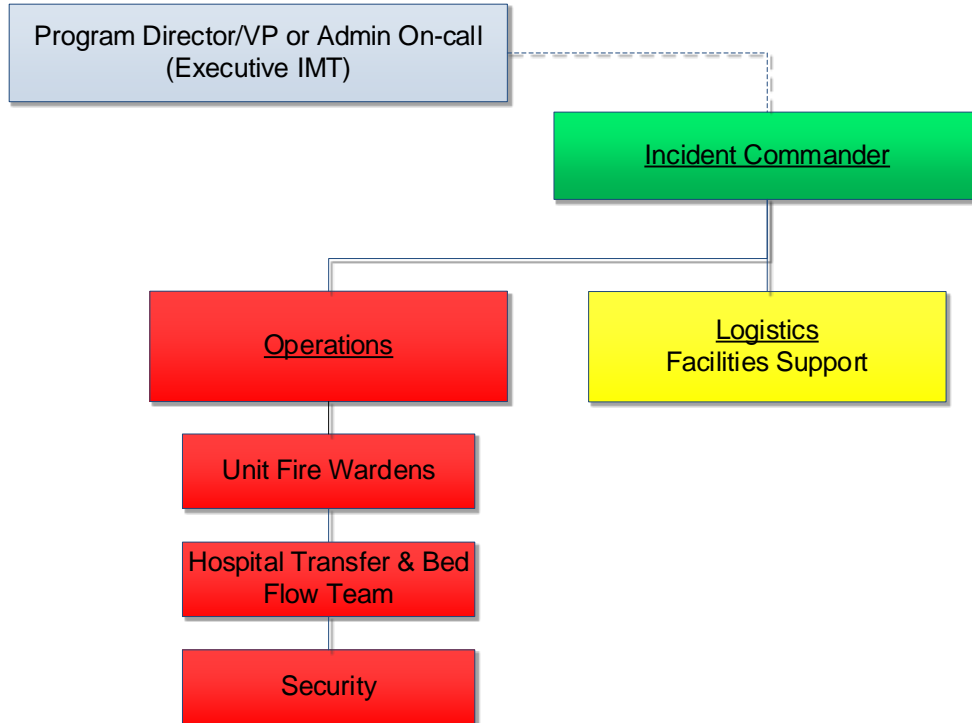 Program Director/VP or Admin On-call
(Executive IMT)
Incident Commander
Operations
Logistics
Facilities Support
Unit Fire Wardens
Hospital Transfer & Bed
Flow Team
Security